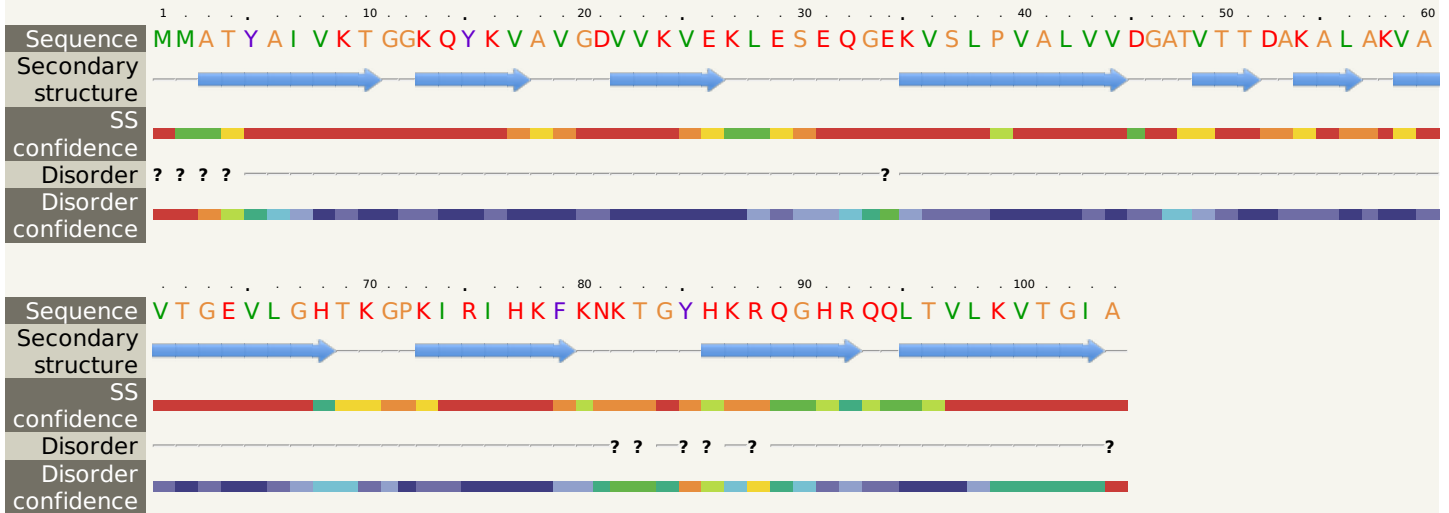 1 10 20 30 40 50 60
Sequence M M A T Y A I V K T G G K Q Y K V A V G D V V K V E K L E S E Q G E K V S L P V A L V V D G A T V T T D A K A L A K V A
Secondary
structure
SS
confidence
Disorder ? ? ? ? ?
Disorder
confidence
70 80 90 100
Sequence V T G E V L G H T K G P K I R I H K F K N K T G Y H K R Q G H R Q Q L T V L K V T G I A
Secondary
structure
SS
confidence
Disorder ? ? ? ? ? ?
Disorder
confidence